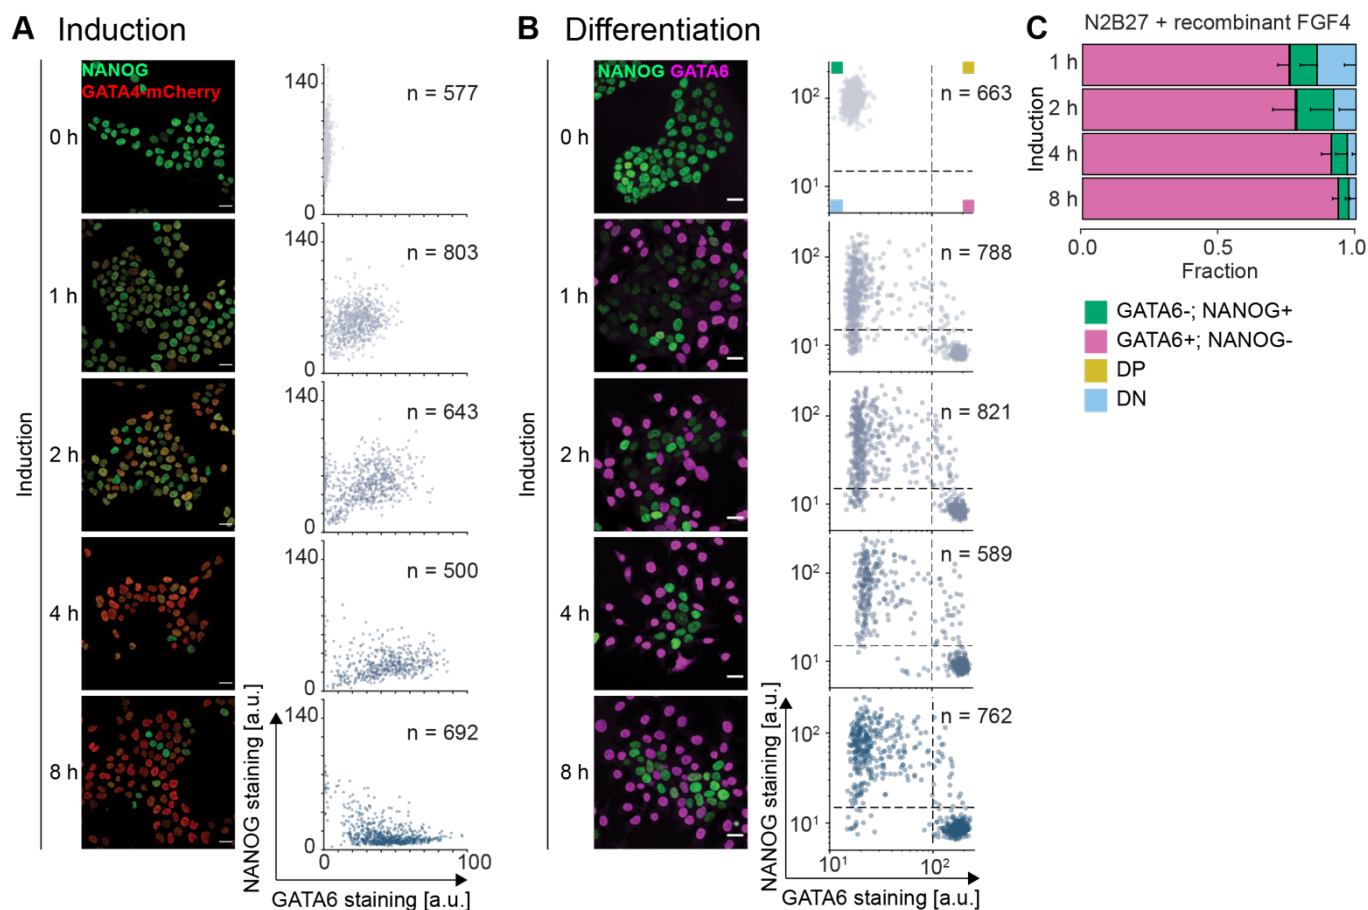 A Induction
NANOG
GATA4-mCherry
Induction
0 h
1 h
2 h
4 h
8 h
140
0
n = 577
140
0
n = 803
140
0
n = 643
140
0
n = 500
140
0
n = 692
0
100
NANOG staining [a.u.]
GATA6 staining [a.u.]
B Differentiation
NANOG GATA6
Induction
0 h
1 h
2 h
4 h
8 h
10²
10¹
n = 663
10²
10¹
n = 788
10²
10¹
n = 821
10²
10¹
n = 589
10²
10¹
n = 762
10¹
10²
NANOG staining [a.u.]
GATA6 staining [a.u.]
C N2B27 + recombinant FGF4
Induction
1 h
2 h
4 h
8 h
0.0 0.5 1.0
Fraction
GATA6-; NANOG+
GATA6+; NANOG-
DP
DN